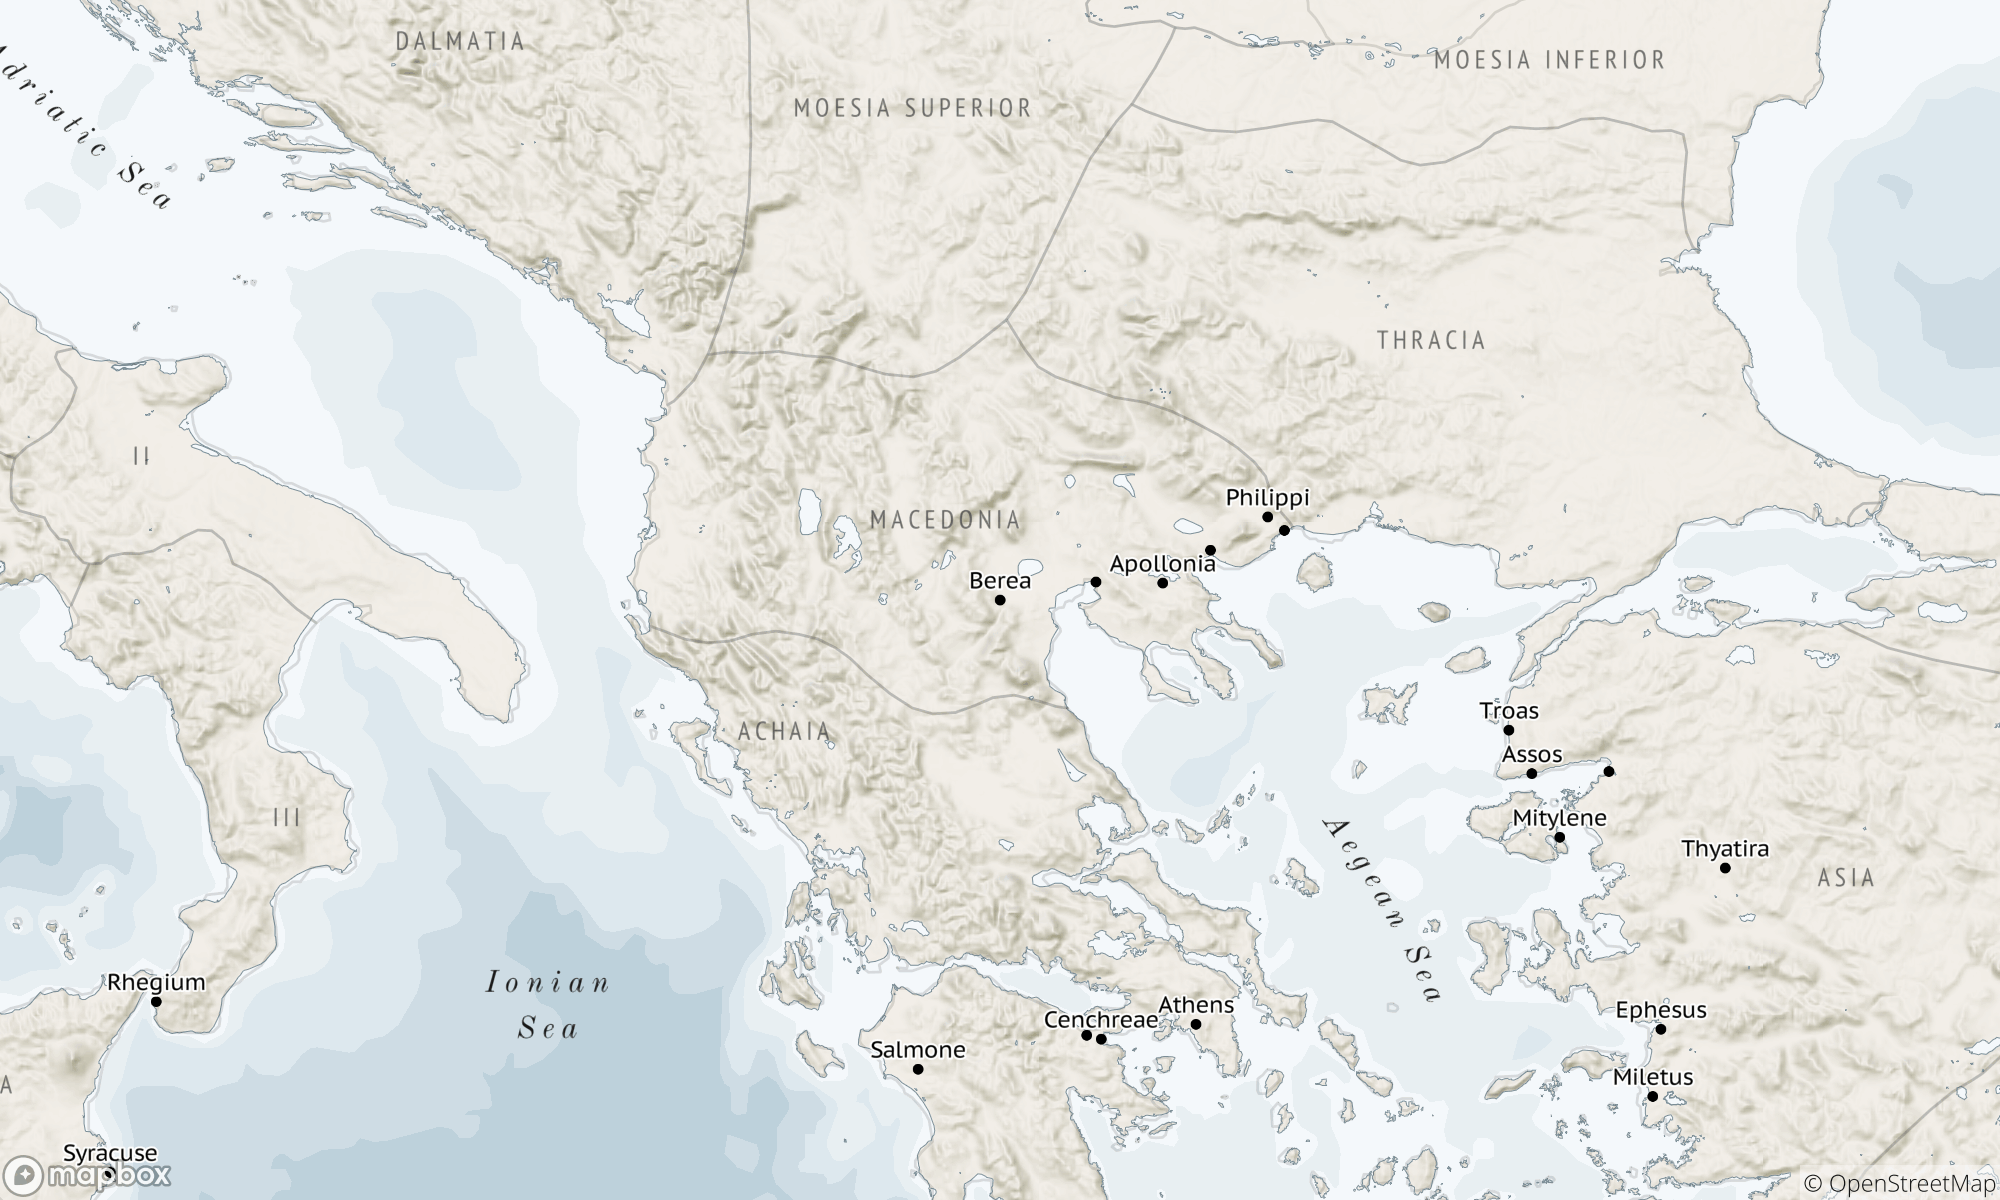 DALMATIA
MOESIA SUPERIOR
MOESIA INFERIOR
Adriatic Sea
THRACIA
II
Philippi
MACEDONIA
Apollonia
Berea
Troas
ACHAIA
Assos
III
Mitylene
Thyatira
Aegean Sea
ASIA
Rhegium
Ionian
Sea
Athens
Ephesus
Cenchreae
Salmone
Miletus
A
Syracuse
mapbox
© OpenStreetMap